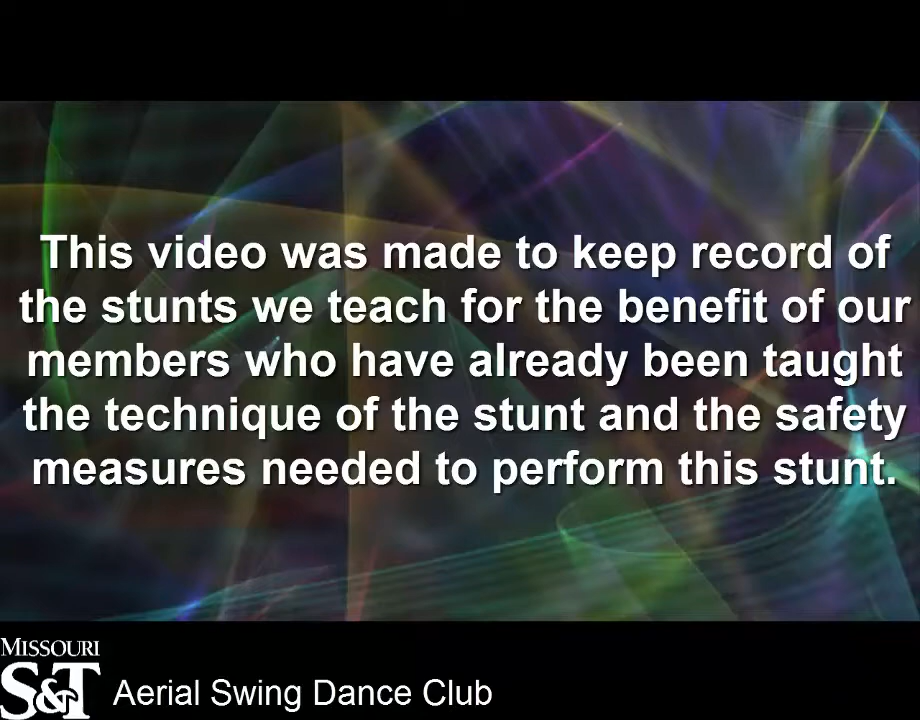 This video was made to keep record of
the stunts we teach for the benefit of our
members who have already been taught
the technique of the stunt and the safety
measures needed to perform this stunt.
MISSOURI
S&T
Aerial Swing Dance Club